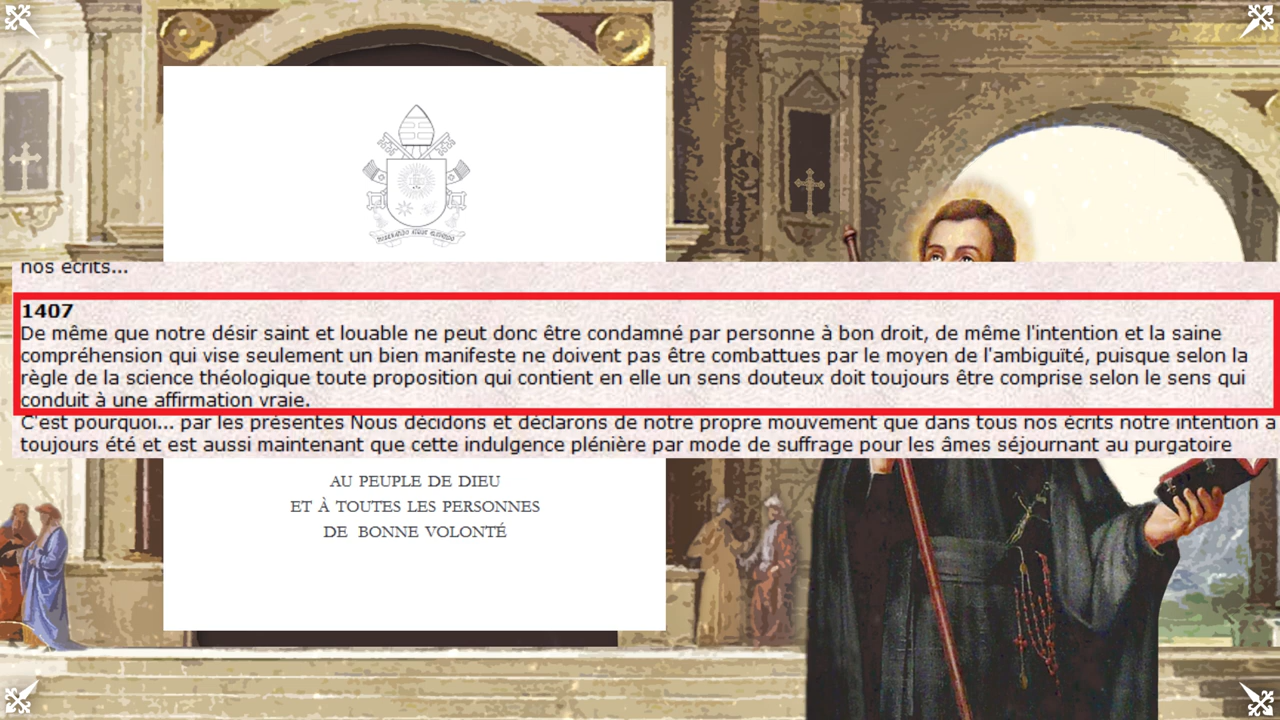 nos écrits...
1407
De même que notre désir saint et louable ne peut donc être condamné par personne à bon droit, de même l'intention et la saine
compréhension qui vise seulement un bien manifeste ne doivent pas être combattues par le moyen de l'ambiguïté, puisque selon la
règle de la science théologique toute proposition qui contient en elle un sens douteux doit toujours être comprise selon le sens qui
conduit à une affirmation vraie.
C'est pourquoi... par les présentes Nous décidons et déclarons de notre propre mouvement que dans tous nos écrits notre intention a
toujours été et est aussi maintenant que cette indulgence plénière par mode de suffrage pour les âmes séjournant au purgatoire
AU PEUPLE DE DIEU
ET À TOUTES LES PERSONNES
DE BONNE VOLONTÉ